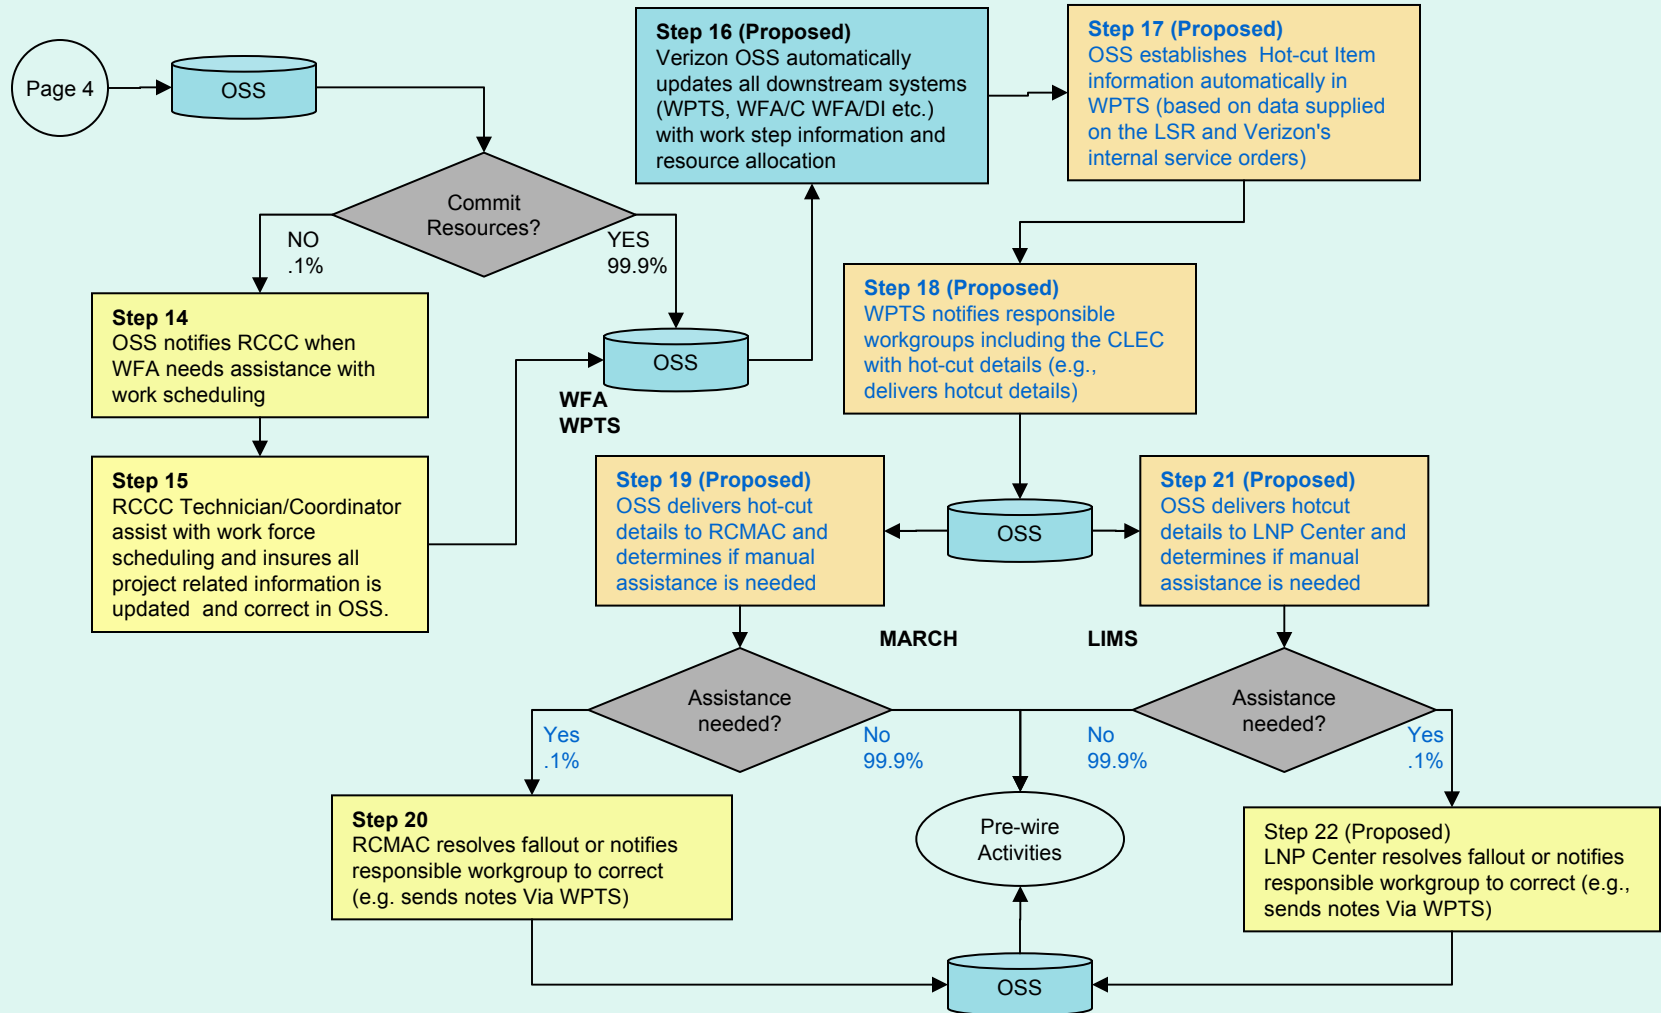 Page 4
OSS
Commit
Resources?
NO
.1%
YES
99.9%
Step 14
OSS notifies RCCC when
WFA needs assistance with
work scheduling
Step 15
RCCC Technician/Coordinator
assist with work force
scheduling and insures all
project related information is
updated and correct in OSS.
OSS
WFA
WPTS
Step 16 (Proposed)
Verizon OSS automatically
updates all downstream systems
(WPTS, WFA/C WFA/DI etc.)
with work step information and
resource allocation
Step 17 (Proposed)
OSS establishes Hot-cut Item
information automatically in
WPTS (based on data supplied
on the LSR and Verizon's
internal service orders)
Step 18 (Proposed)
WPTS notifies responsible
workgroups including the CLEC
with hot-cut details (e.g.,
delivers hotcut details)
OSS
Step 19 (Proposed)
OSS delivers hot-cut
details to RCMAC and
determines if manual
assistance is needed
Step 21 (Proposed)
OSS delivers hotcut
details to LNP Center and
determines if manual
assistance is needed
MARCH
LIMS
Assistance
needed?
Yes
.1%
No
99.9%
Assistance
needed?
No
99.9%
Yes
.1%
Step 20
RCMAC resolves fallout or notifies
responsible workgroup to correct
(e.g. sends notes Via WPTS)
Pre-wire
Activities
Step 22 (Proposed)
LNP Center resolves fallout or notifies
responsible workgroup to correct (e.g.,
sends notes Via WPTS)
OSS